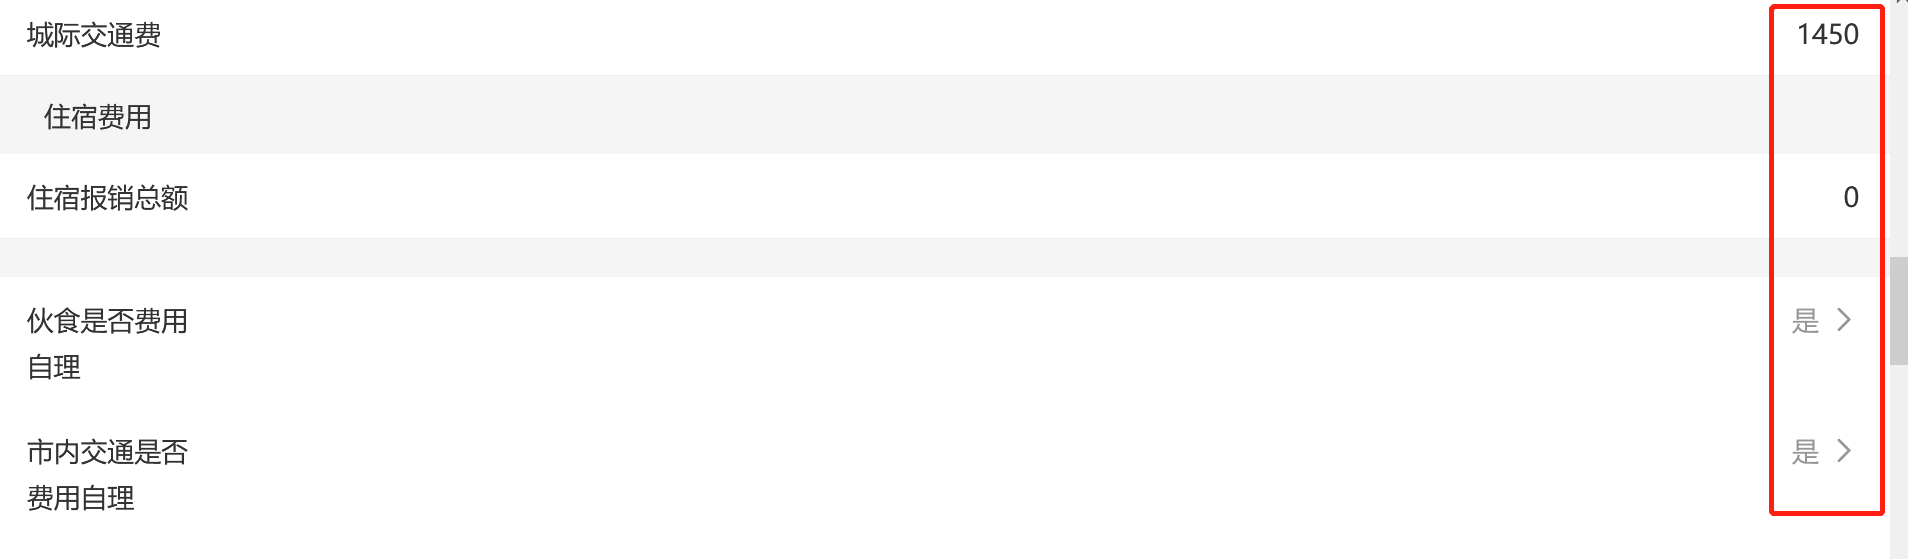 城际交通费 1450
住宿费用
住宿报销总额 0
伙食是否费用 是
自理
市内交通是否 是
费用自理